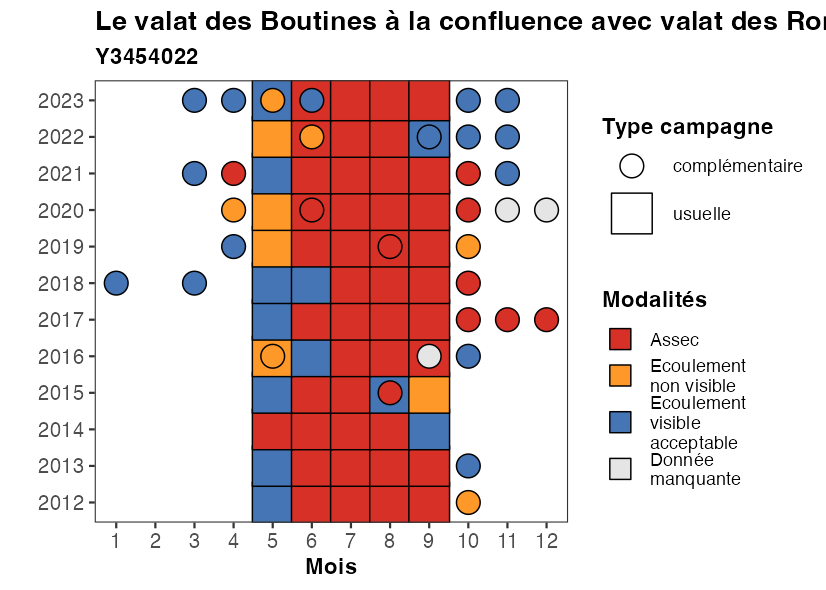 Le valat des Boutines à la confluence avec valat des
Y3454022
2023
2022
2021
2020
2019
2018
2017
2016
2015
2014
2013
2012
1 2 3 4 5 6 7 8 9 10 11 12
Mois
Type campagne
complémentaire
usuelle
Modalités
Assec
Ecoulement
non visible
Ecoulement
visible
acceptable
Donnée
manquante